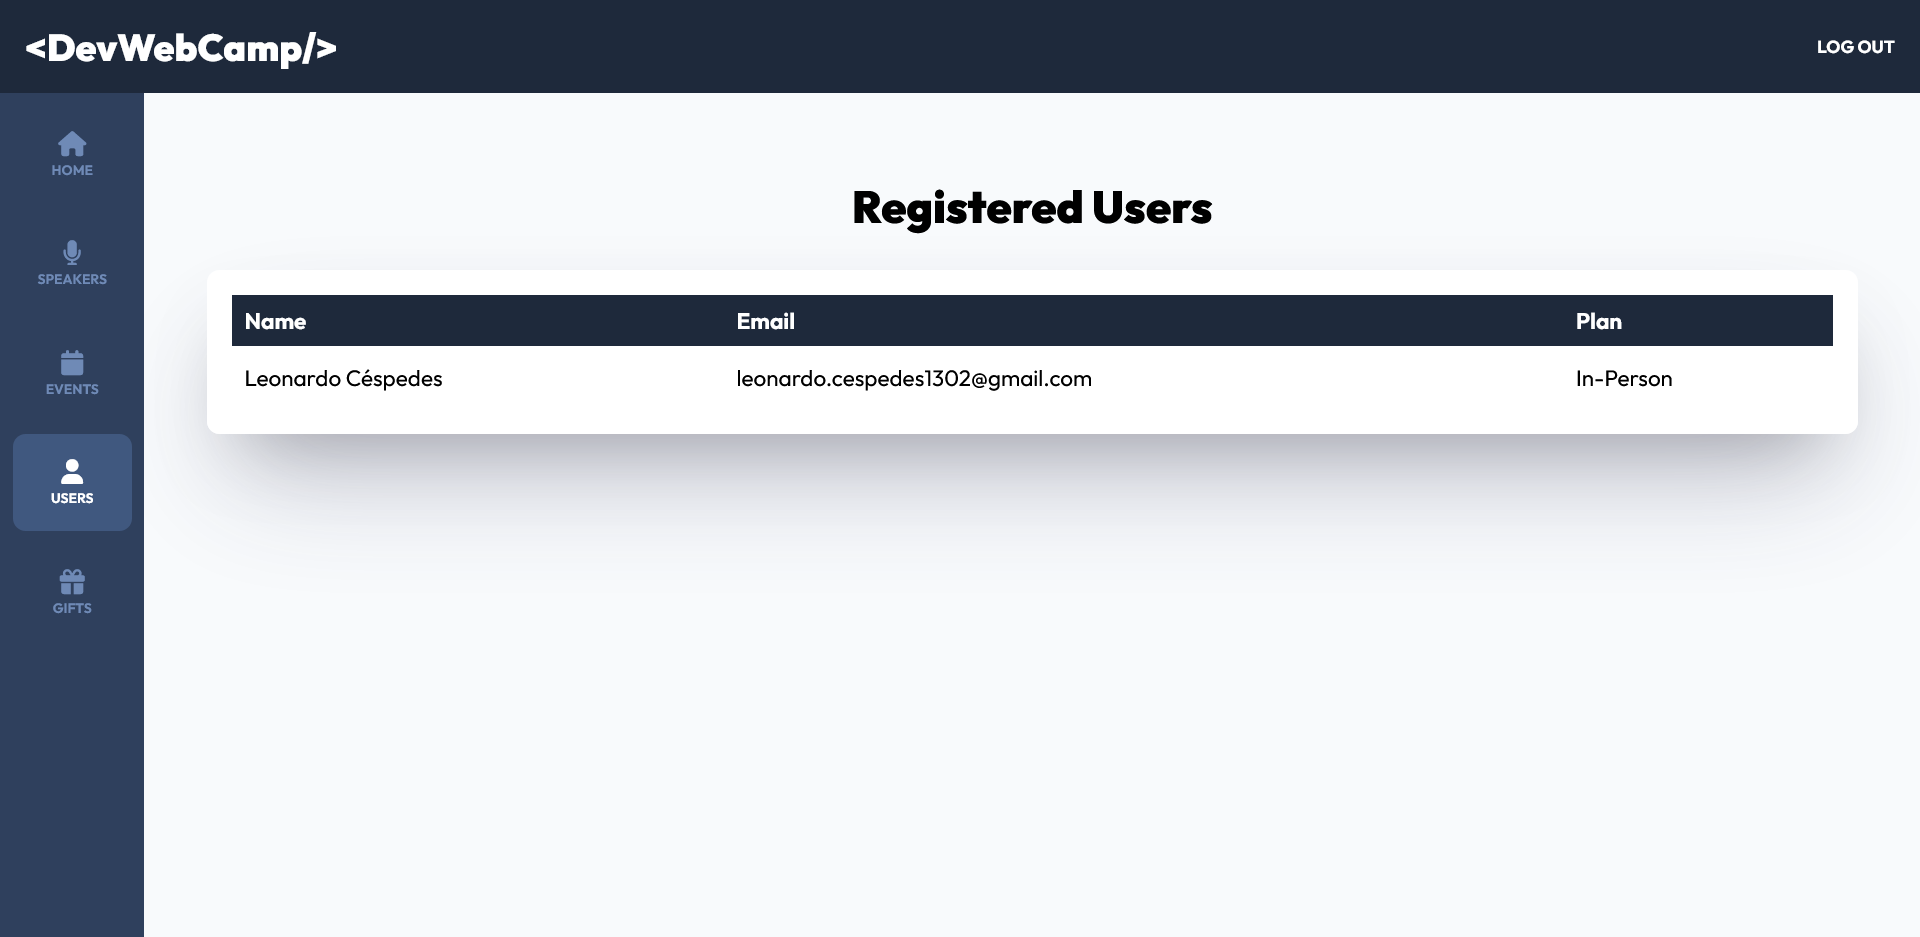 <DevWebCamp/>
LOG OUT
HOME
SPEAKERS
EVENTS
USERS
GIFTS
Registered Users
Name Email Plan
Leonardo Céspedes leonardo.cespedes1302@gmail.com In-Person